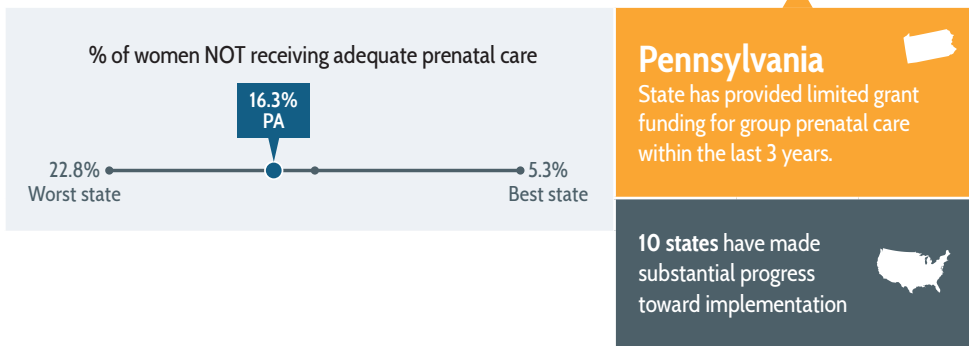 % of women NOT receiving adequate prenatal care
16.3%
PA
22.8%
Worst state
5.3%
Best state
Pennsylvania
State has provided limited grant
funding for group prenatal care
within the last 3 years.
10 states have made
substantial progress
toward implementation